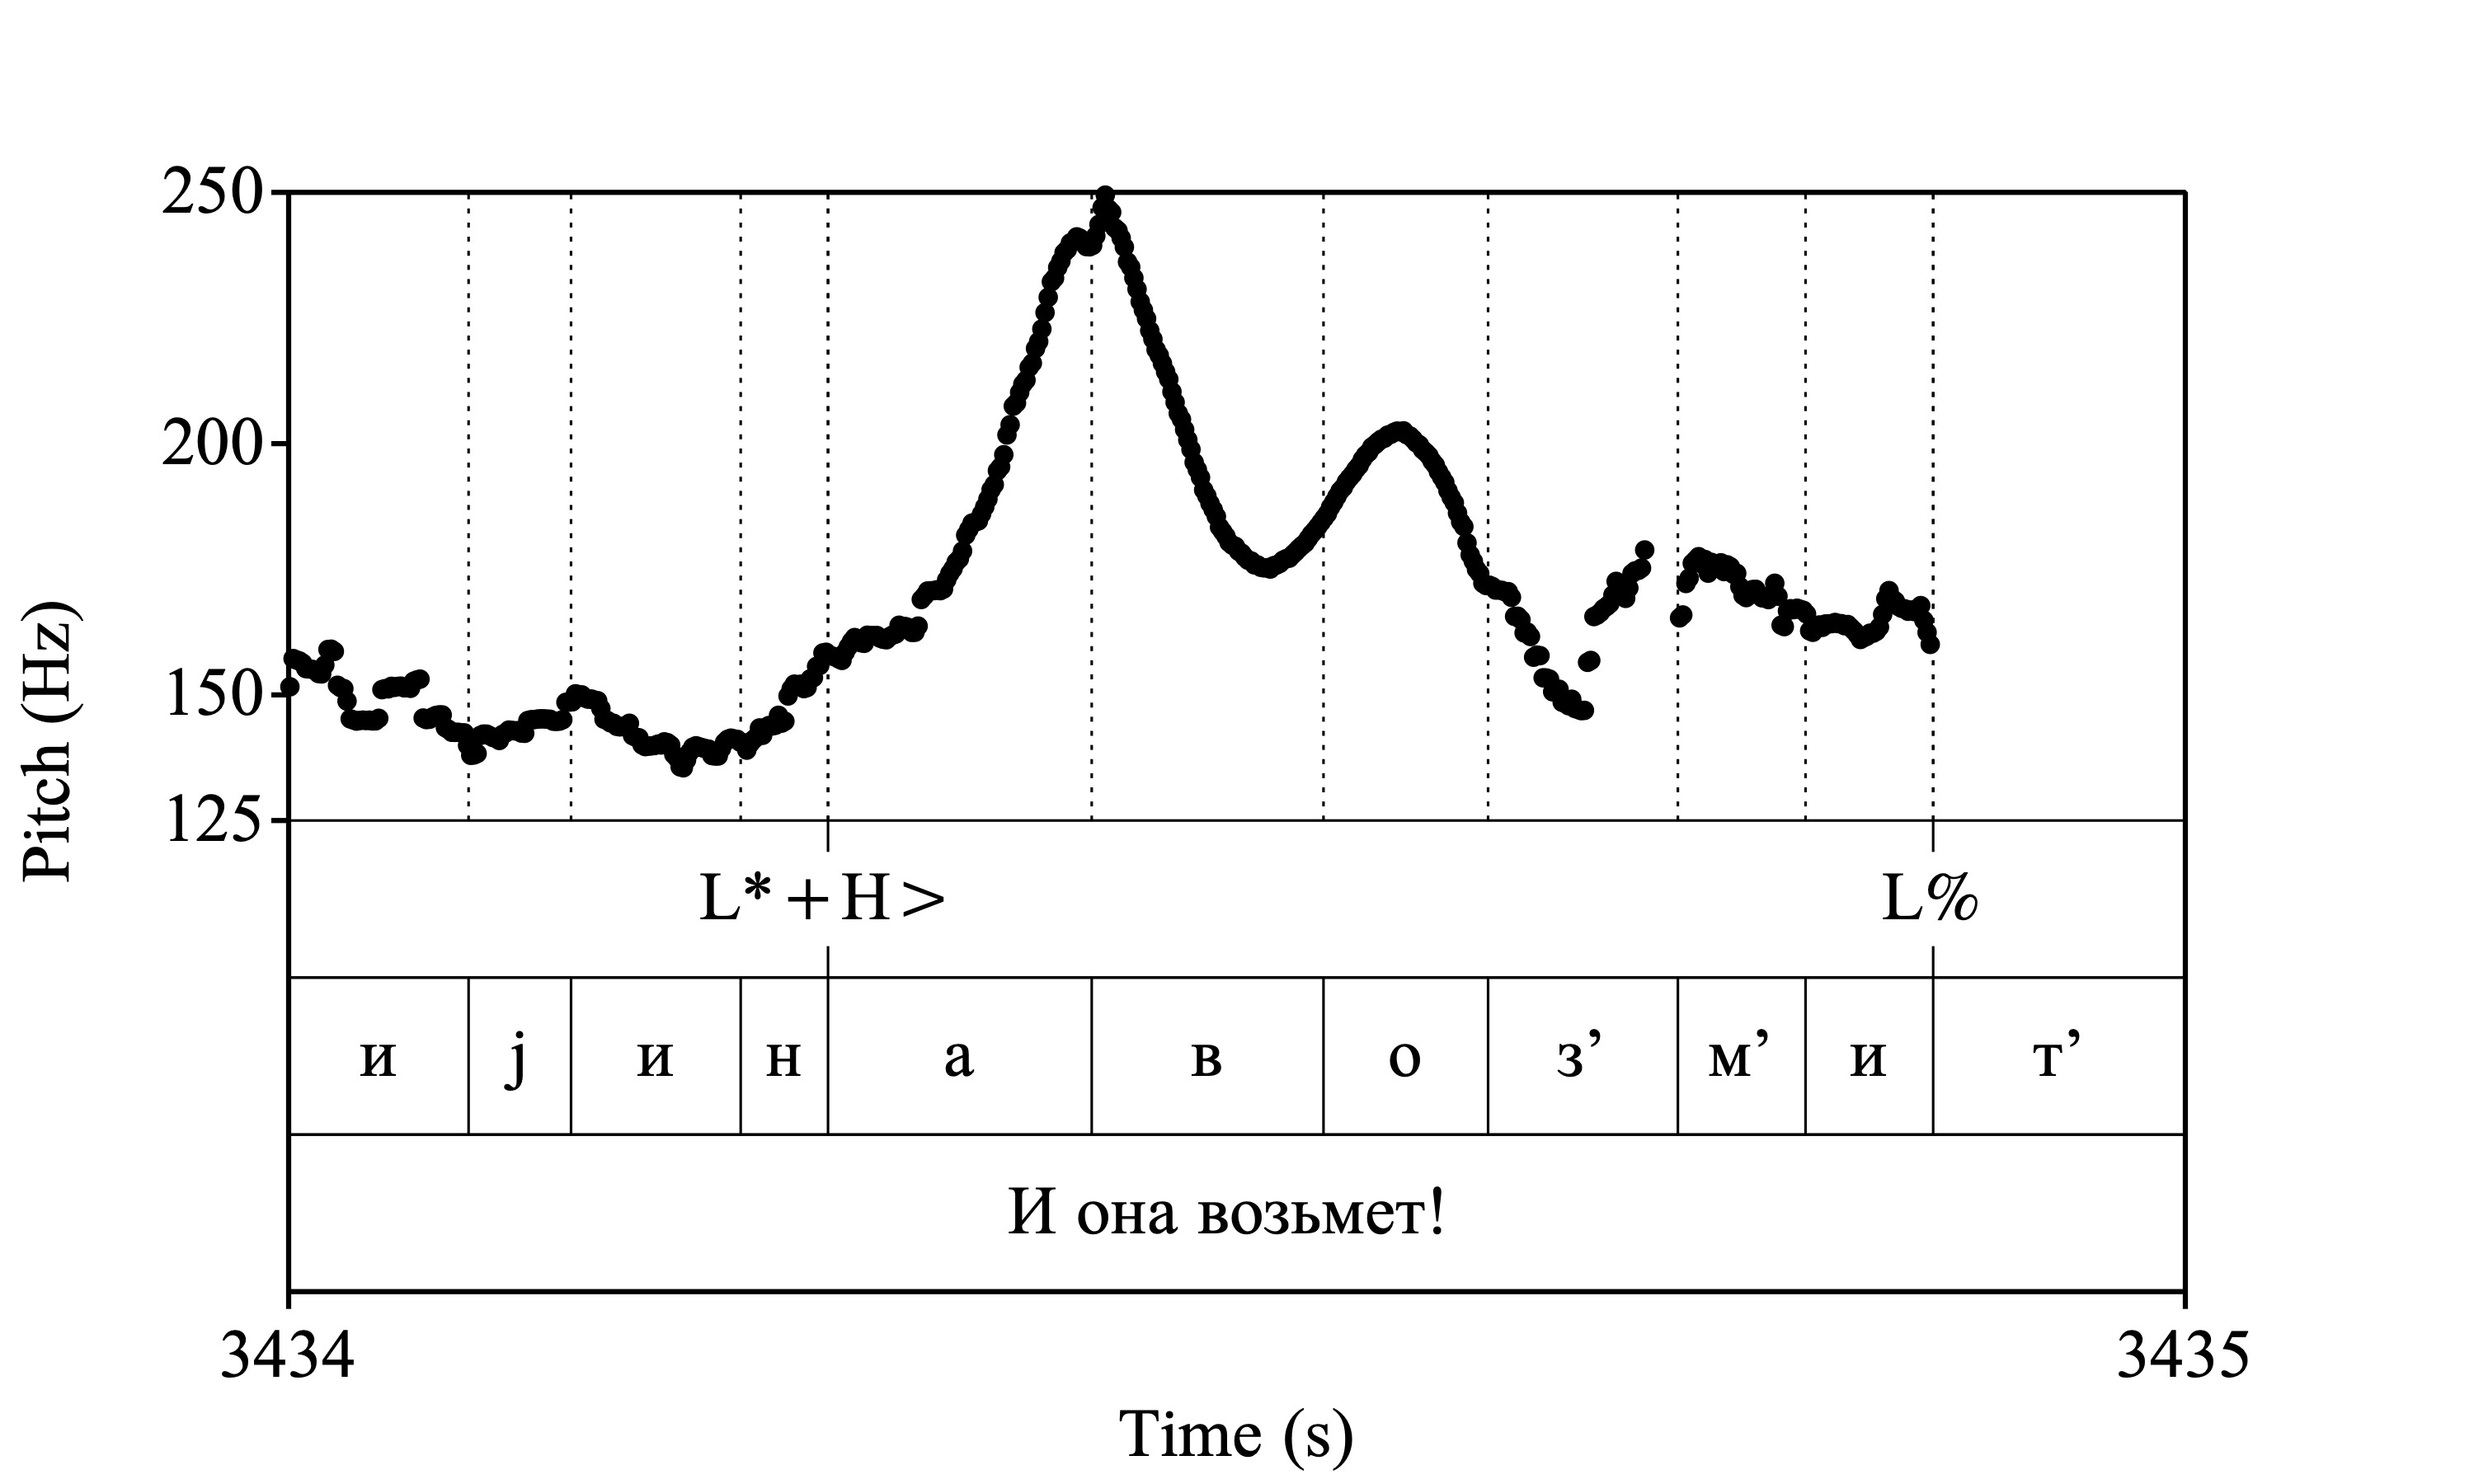 250
200
150
125
Pitch (Hz)
L*+H> L%
и ј и н а в о з’ м’ и т’
И она возьмет!
3434 3435
Time (s)